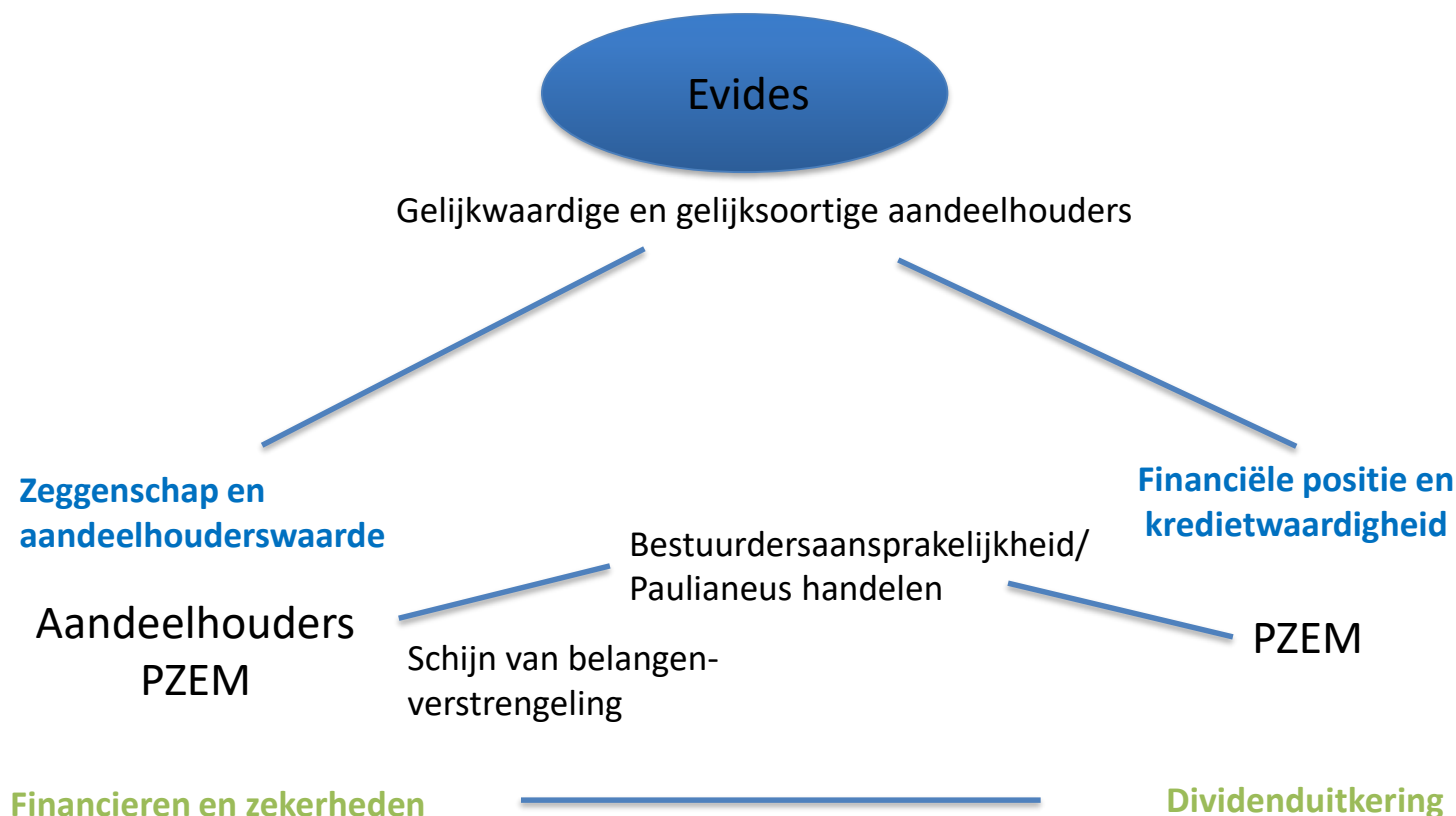 Evides
Gelijkwaardige en gelijksoortige aandeelhouders
Zeggenschap en
aandeelhouderswaarde
Financiële positie en
kredietwaardigheid
Bestuurdersaansprakelijkheid/
Paulianeus handelen
Aandeelhouders
PZEM
Schijn van belangen-
verstrengeling
PZEM
Financieren en zekerheden
Dividenduitkering